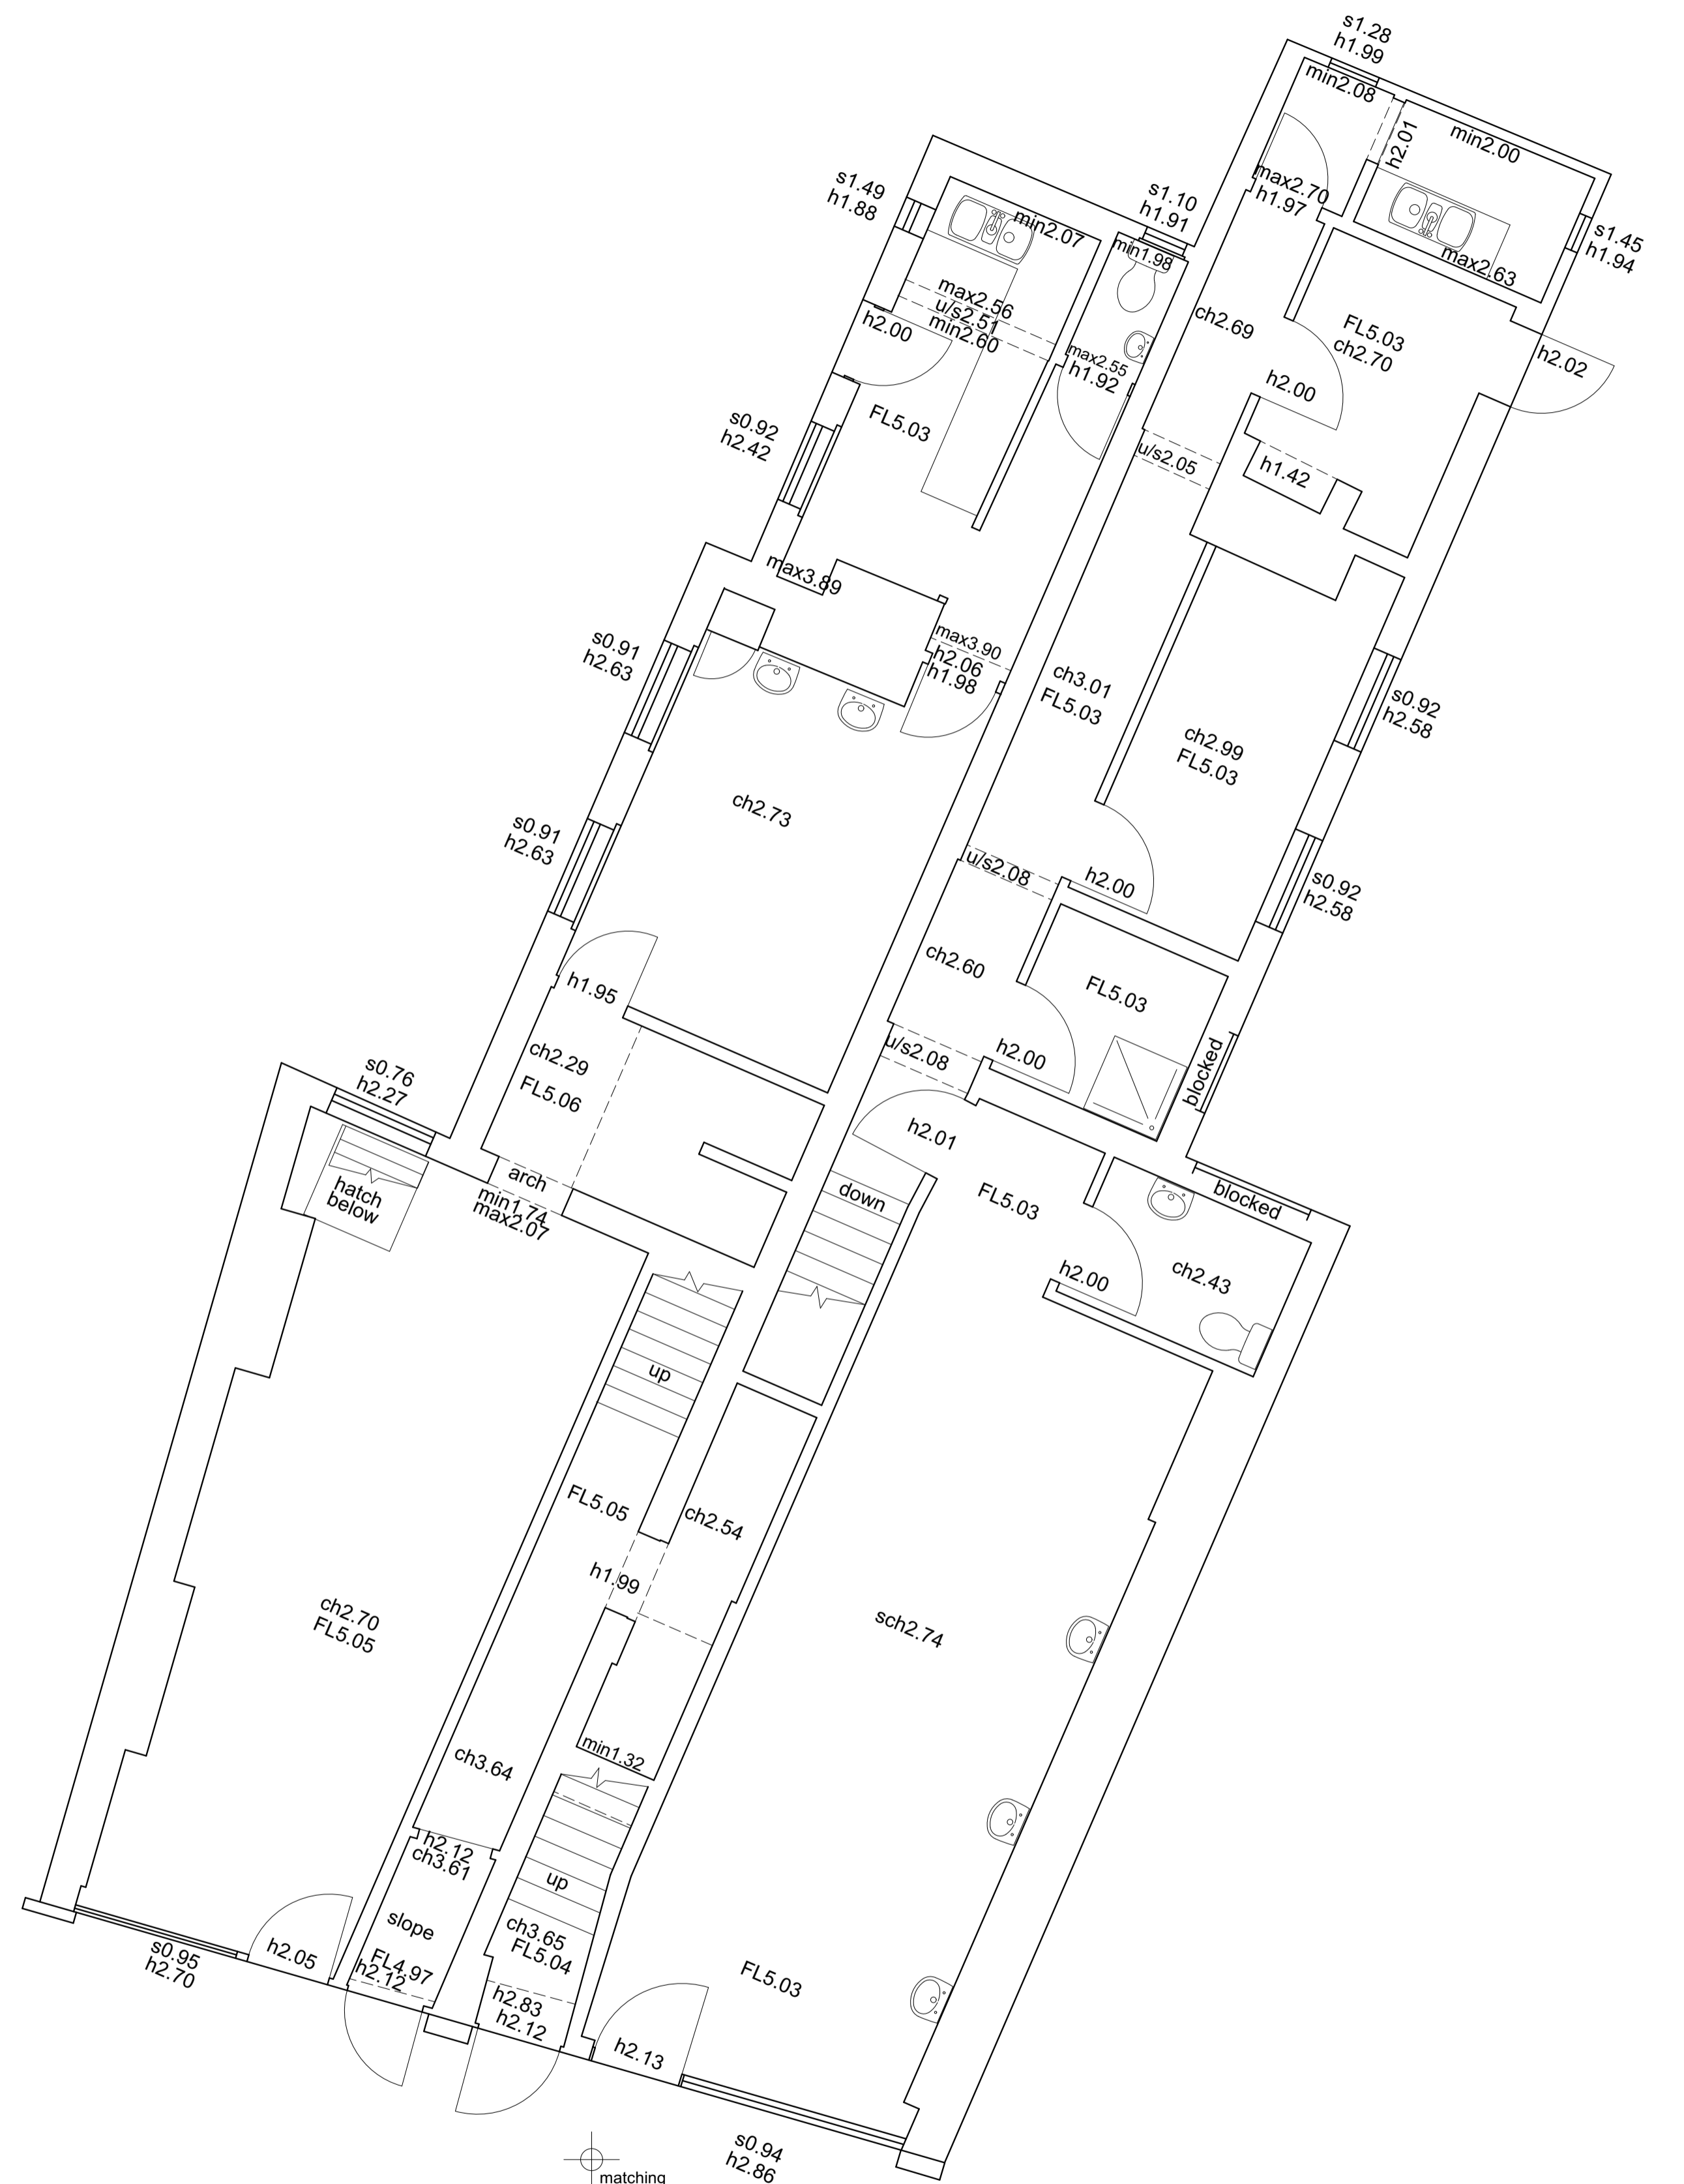 s1.28
h1.99
min2.08
h2.01
min2.00
max2.70
h1.97
s1.45
h1.94
max2.63
s1.49
h1.88
s1.10
h1.91
min2.07
min1.98
max2.56
u/s2.51
min2.60
h2.00
max2.55
h1.92
ch2.69
FL5.03
ch2.70
h2.02
h2.00
FL5.03
s0.92
h2.42
u/s2.05
h1.42
max3.89
s0.91
h2.63
max3.90
h2.06
h1.98
ch3.01
FL5.03
ch2.99
FL5.03
s0.92
h2.58
ch2.73
s0.91
h2.63
u/s2.08
h2.00
s0.92
h2.58
ch2.60
FL5.03
h1.95
ch2.29
FL5.06
u/s2.08
h2.00
blocked
s0.76
h2.27
h2.01
hatch
below
arch
min1.74
max2.07
down
FL5.03
blocked
h2.00
ch2.43
up
FL5.05
ch2.54
h1.99
ch2.70
FL5.05
sch2.74
ch3.64
min1.32
h2.12
ch3.61
up
slope
ch3.65
FL5.04
FL4.97
h2.12
s0.95
h2.70
h2.05
h2.83
h2.12
FL5.03
h2.13
s0.94
h2.86
matching